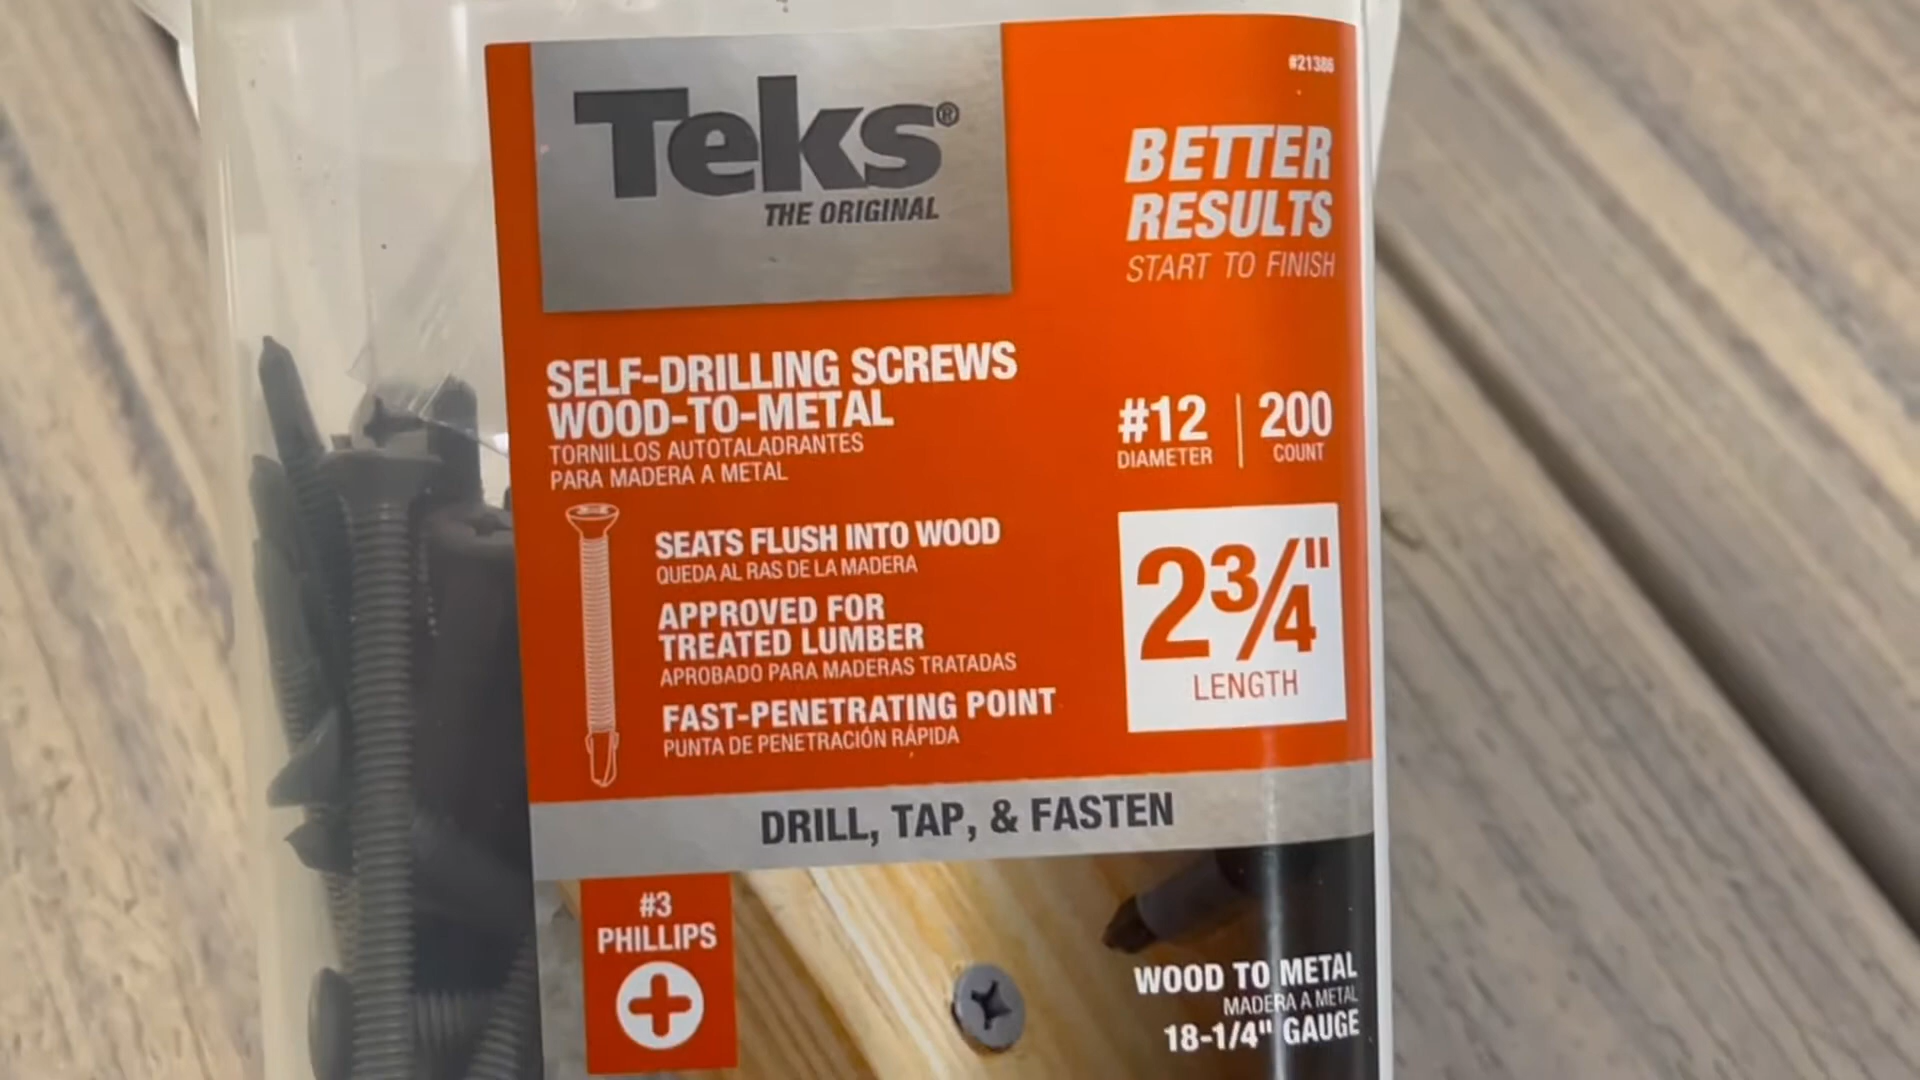 #21386
Teks®
THE ORIGINAL
BETTER
RESULTS
START TO FINISH
SELF-DRILLING SCREWS
WOOD-TO-METAL
TORNILLOS AUTOTALADRANTES
PARA MADERA A METAL
#12
DIAMETER
200
COUNT
SEATS FLUSH INTO WOOD
QUEDA AL RAS DE LA MADERA
APPROVED FOR
TREATED LUMBER
APROBADO PARA MADERAS TRATADAS
FAST-PENETRATING POINT
PUNTA DE PENETRACIÓN RÁPIDA
2 3/4"
LENGTH
DRILL, TAP, & FASTEN
#3
PHILLIPS
WOOD TO METAL
MADERA A METAL
18-1/4" GAUGE